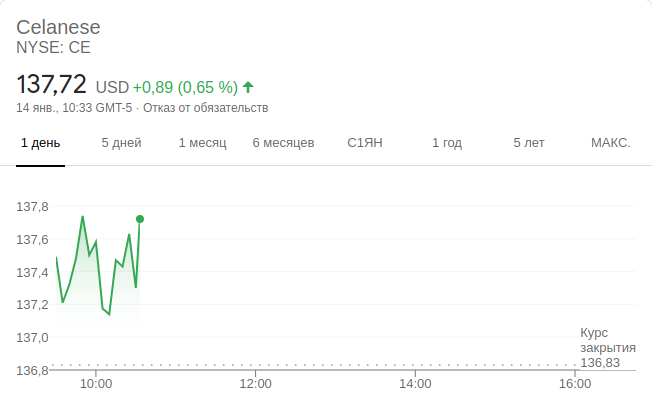 Celanese
NYSE: CE
137,72 USD +0,89 (0,65 %)
14 янв., 10:33 GMT-5 · Отказ от обязательств
1 день 5 дней 1 месяц 6 месяцев С1ЯН 1 год 5 лет МАКС.
137,8
137,6
137,4
137,2
137,0
136,8
Курс
закрытия
136,83
10:00 12:00 14:00 16:00